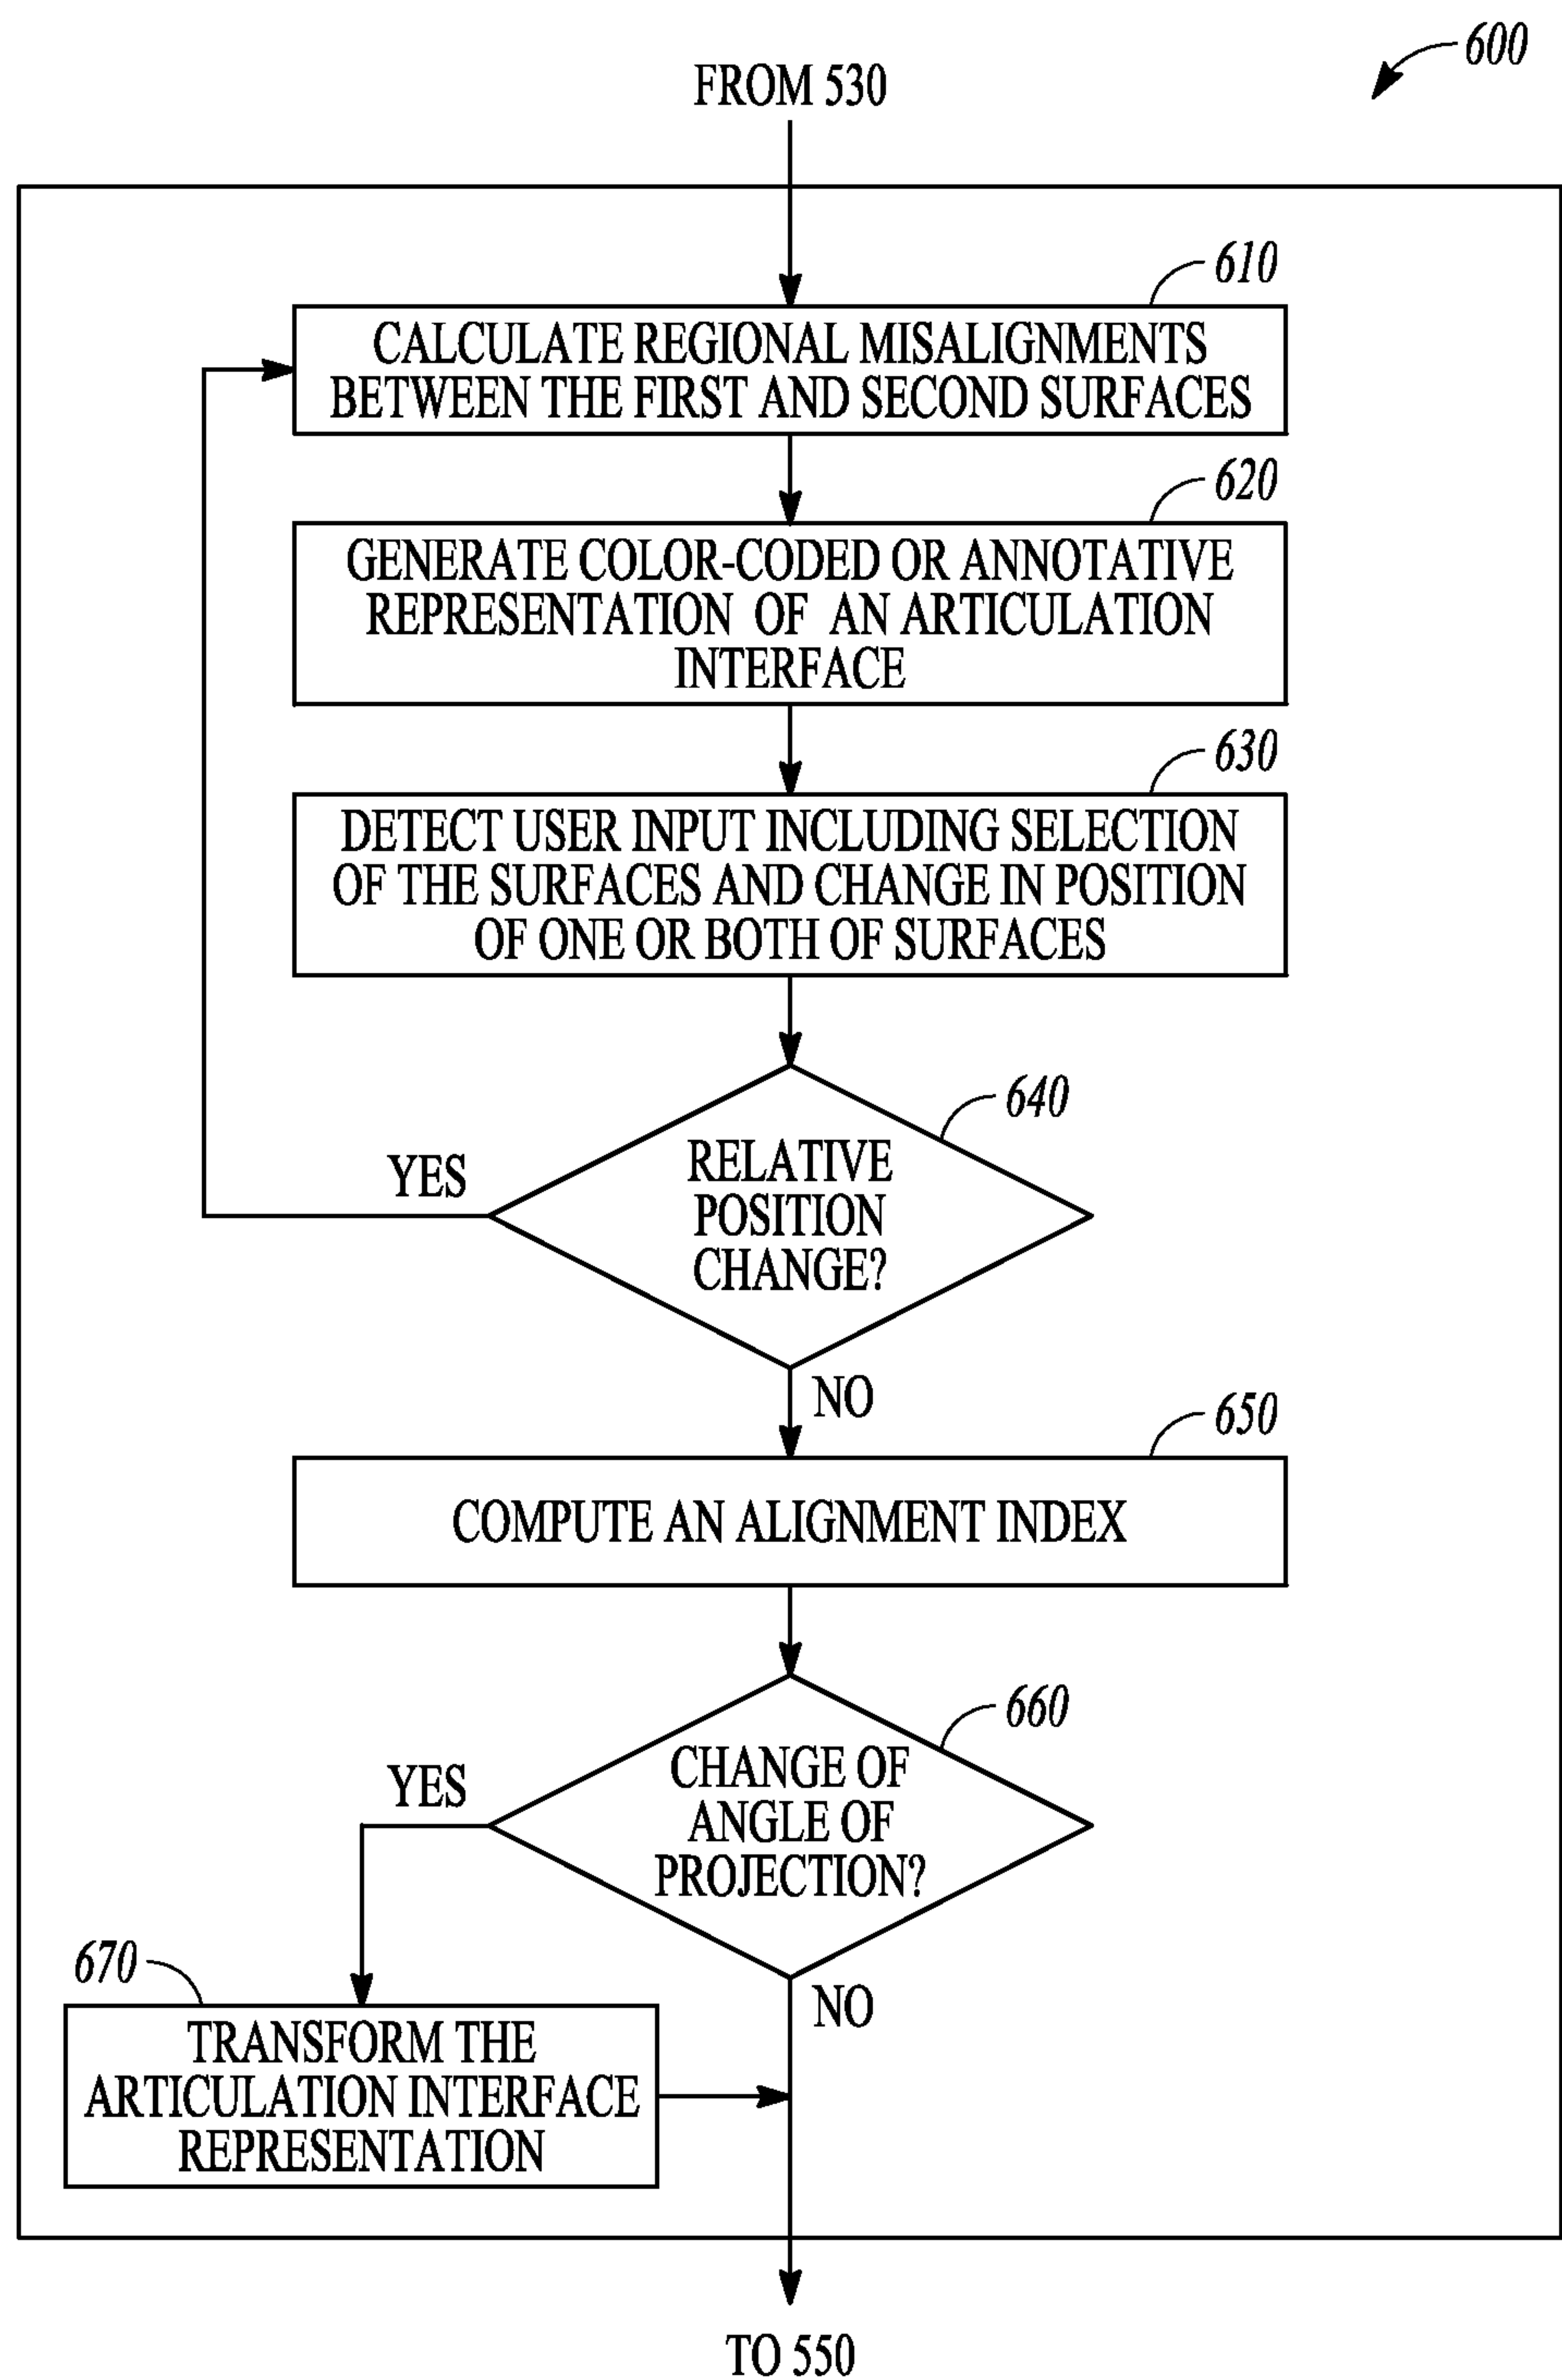 600
FROM 530
610
CALCULATE REGIONAL MISALIGNMENTS
BETWEEN THE FIRST AND SECOND SURFACES
620
GENERATE COLOR-CODED OR ANNOTATIVE
REPRESENTATION OF AN ARTICULATION
INTERFACE
630
DETECT USER INPUT INCLUDING SELECTION
OF THE SURFACES AND CHANGE IN POSITION
OF ONE OR BOTH OF SURFACES
640
RELATIVE
POSITION
CHANGE?
YES
NO
650
COMPUTE AN ALIGNMENT INDEX
660
CHANGE OF
ANGLE OF
PROJECTION?
YES
NO
670
TRANSFORM THE
ARTICULATION INTERFACE
REPRESENTATION
TO 550